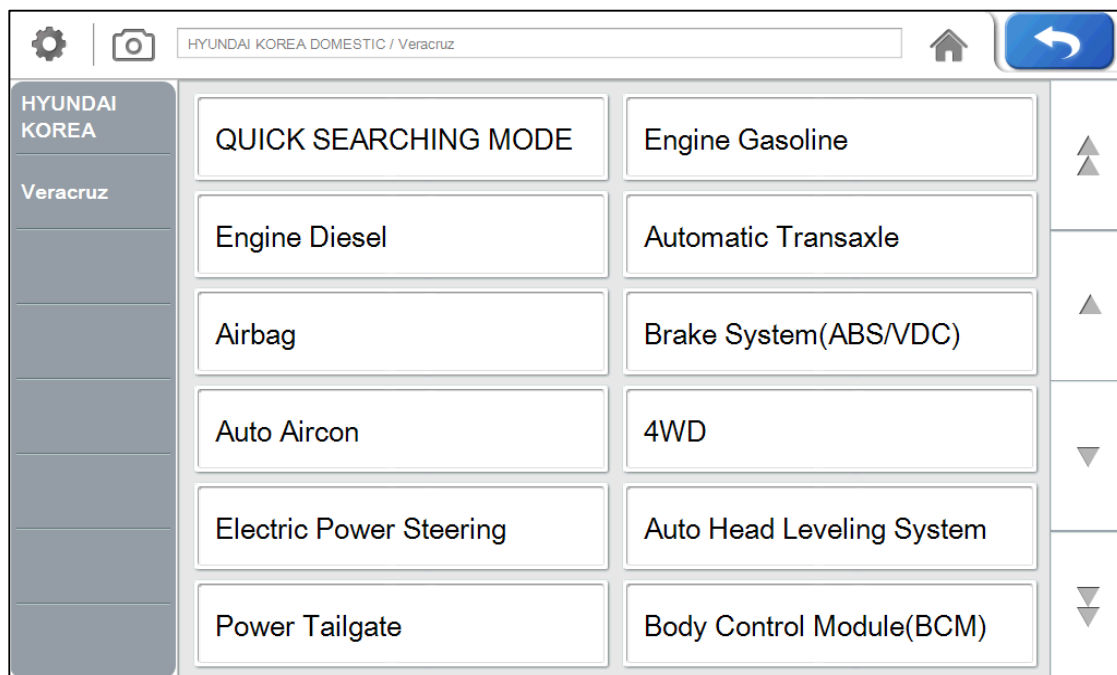 HYUNDAI KOREA DOMESTIC / Veracruz
HYUNDAI
KOREA
Veracruz
QUICK SEARCHING MODE
Engine Gasoline
Engine Diesel
Automatic Transaxle
Airbag
Brake System(ABS/VDC)
Auto Aircon
4WD
Electric Power Steering
Auto Head Leveling System
Power Tailgate
Body Control Module(BCM)